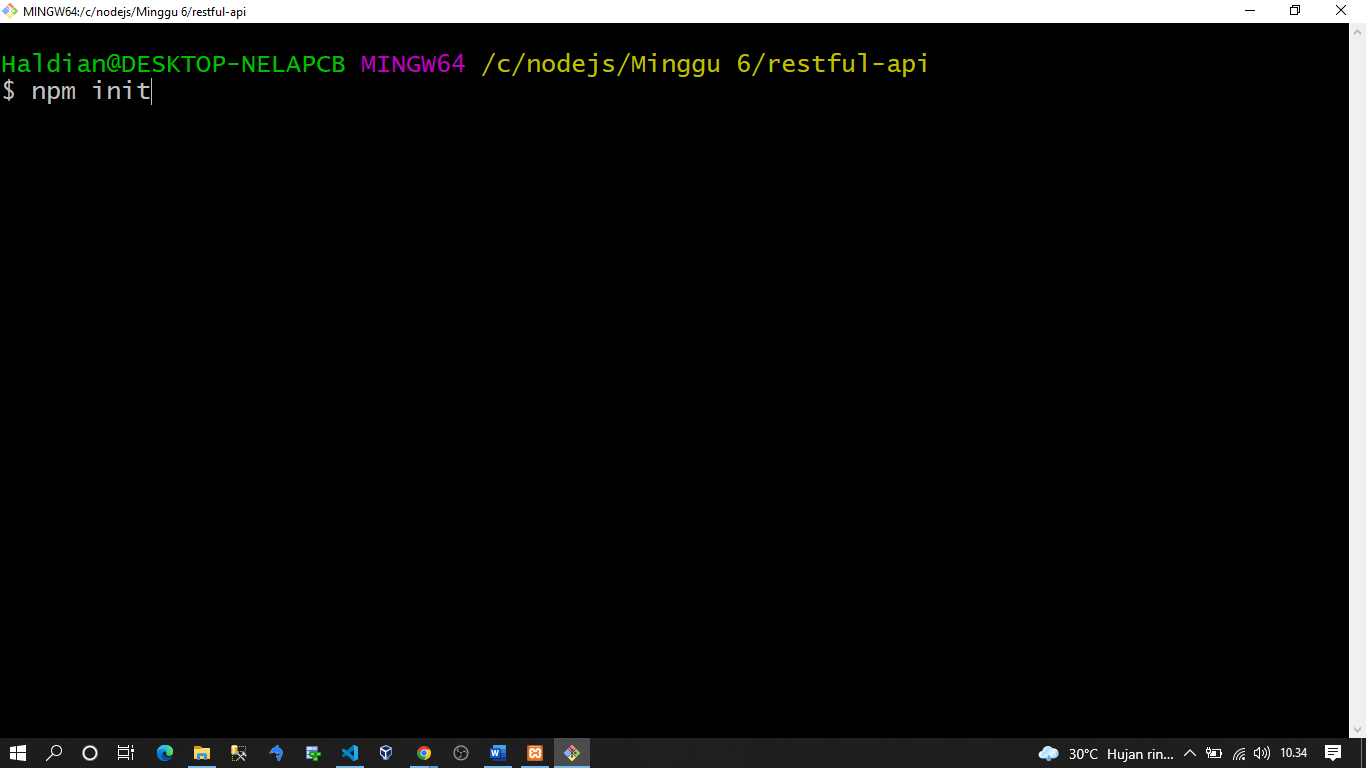 MINGW64:/c/nodejs/Minggu 6/restful-api
Haldian@DESKTOP-NELAPCB MINGW64 /c/nodejs/Minggu 6/restful-api
$ npm init
30°C Hujan rin... 10.34